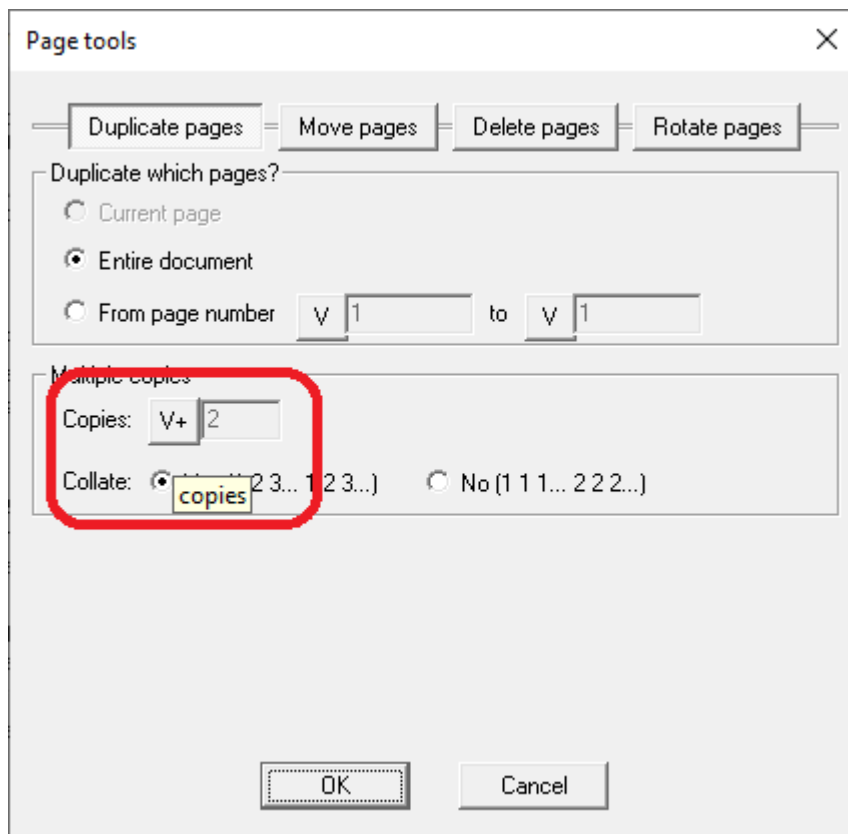 Page tools
Duplicate pages Move pages Delete pages Rotate pages
Duplicate which pages?
Current page
Entire document
From page number V 1 to V 1
Multiple copies
Copies: V+ 2
Collate: 2 3... 1 2 3...) No (1 1 1... 2 2 2...)
copies
OK Cancel